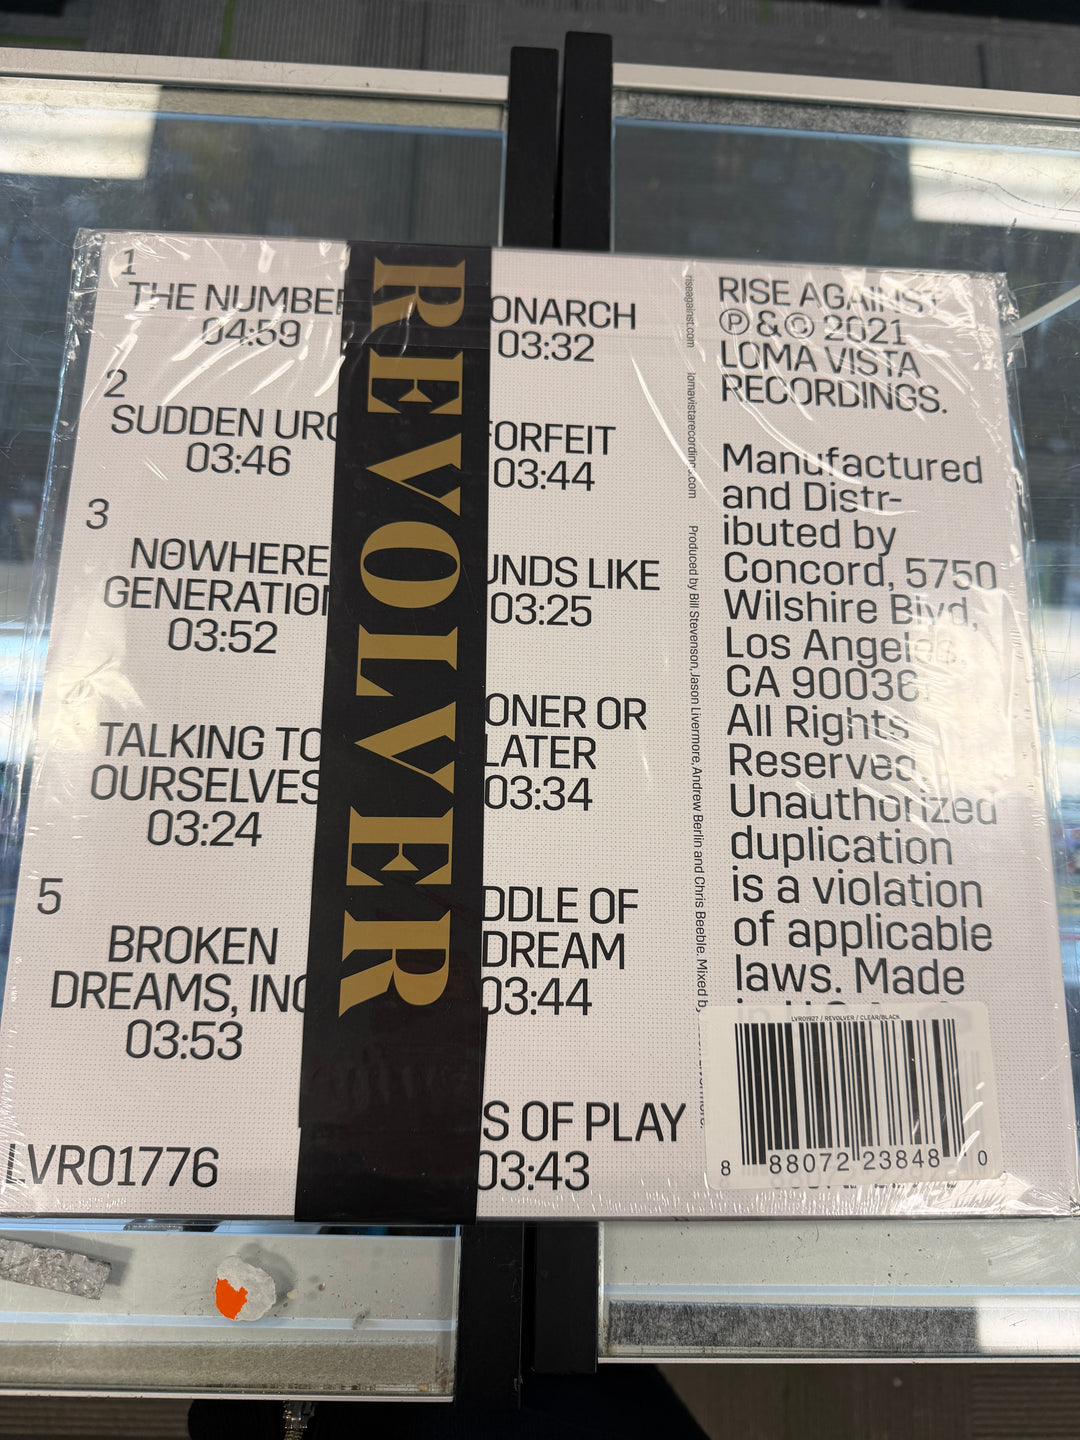 1
THE NUMBER
04:59
2
SUDDEN URG
03:46
3
NOWHERE
GENERATION
03:52
TALKING TO
OURSELVES
03:24
5
BROKEN
DREAMS, INC
03:53
LVR01776
REVOLVER
ONARCH
03:32
FORFEIT
03:44
UNDS LIKE
03:25
ONER OR
LATER
03:34
DDLE OF
DREAM
03:44
S OF PLAY
03:43
riseagainst.com lomavistarecordings.com Produced by Bill Stevenson, Jason Livermore, Andrew Berlin and Chris Beeble. Mixed by
RISE AGAINST
Ⓟ & © 2021
LOMA VISTA
RECORDINGS.
Manufactured
and Distr-
ibuted by
Concord, 5750
Wilshire Blvd,
Los Angeles,
CA 90036.
All Rights
Reserved.
Unauthorized
duplication
is a violation
of applicable
laws. Made
LVR01927 / REVOLVER / CLEAR/BLACK
8 88072 23848 0